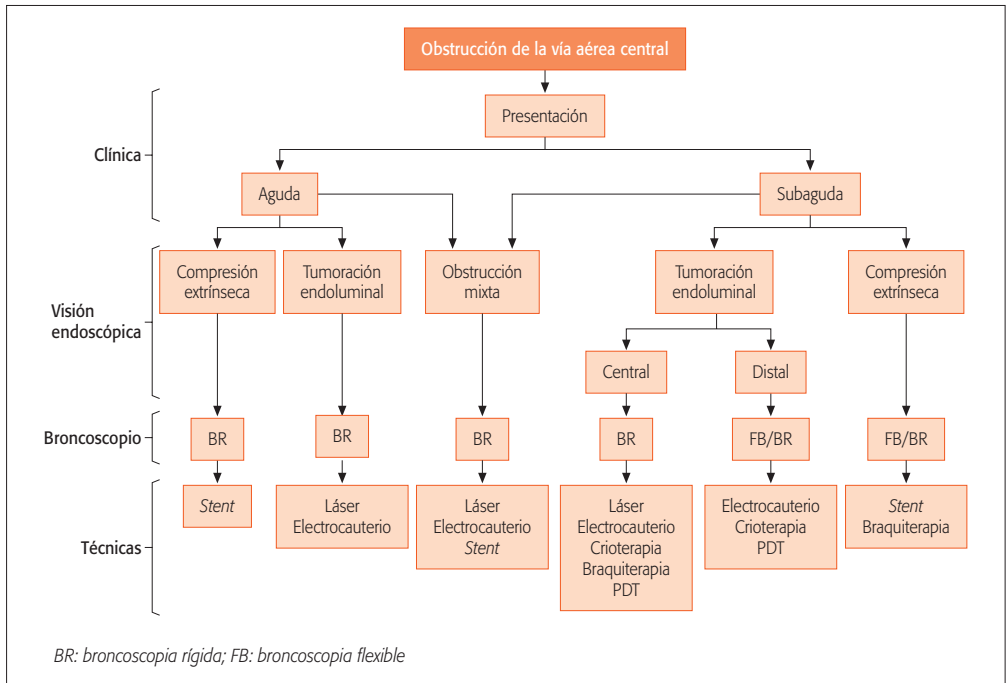 Obstrucción de la vía aérea central
Presentación
Clínica
Aguda
Subaguda
Visión
endoscópica
Compresión
extrínseca
Tumoración
endoluminal
Obstrucción
mixta
Tumoración
endoluminal
Compresión
extrínseca
Central
Distal
Broncoscopio
BR
BR
BR
BR
FB/BR
FB/BR
Técnicas
Stent
Láser
Electrocauterio
Láser
Electrocauterio
Stent
Láser
Electrocauterio
Crioterapia
Braquiterapia
PDT
Electrocauterio
Crioterapia
PDT
Stent
Braquiterapia
BR: broncoscopia rígida; FB: broncoscopia flexible